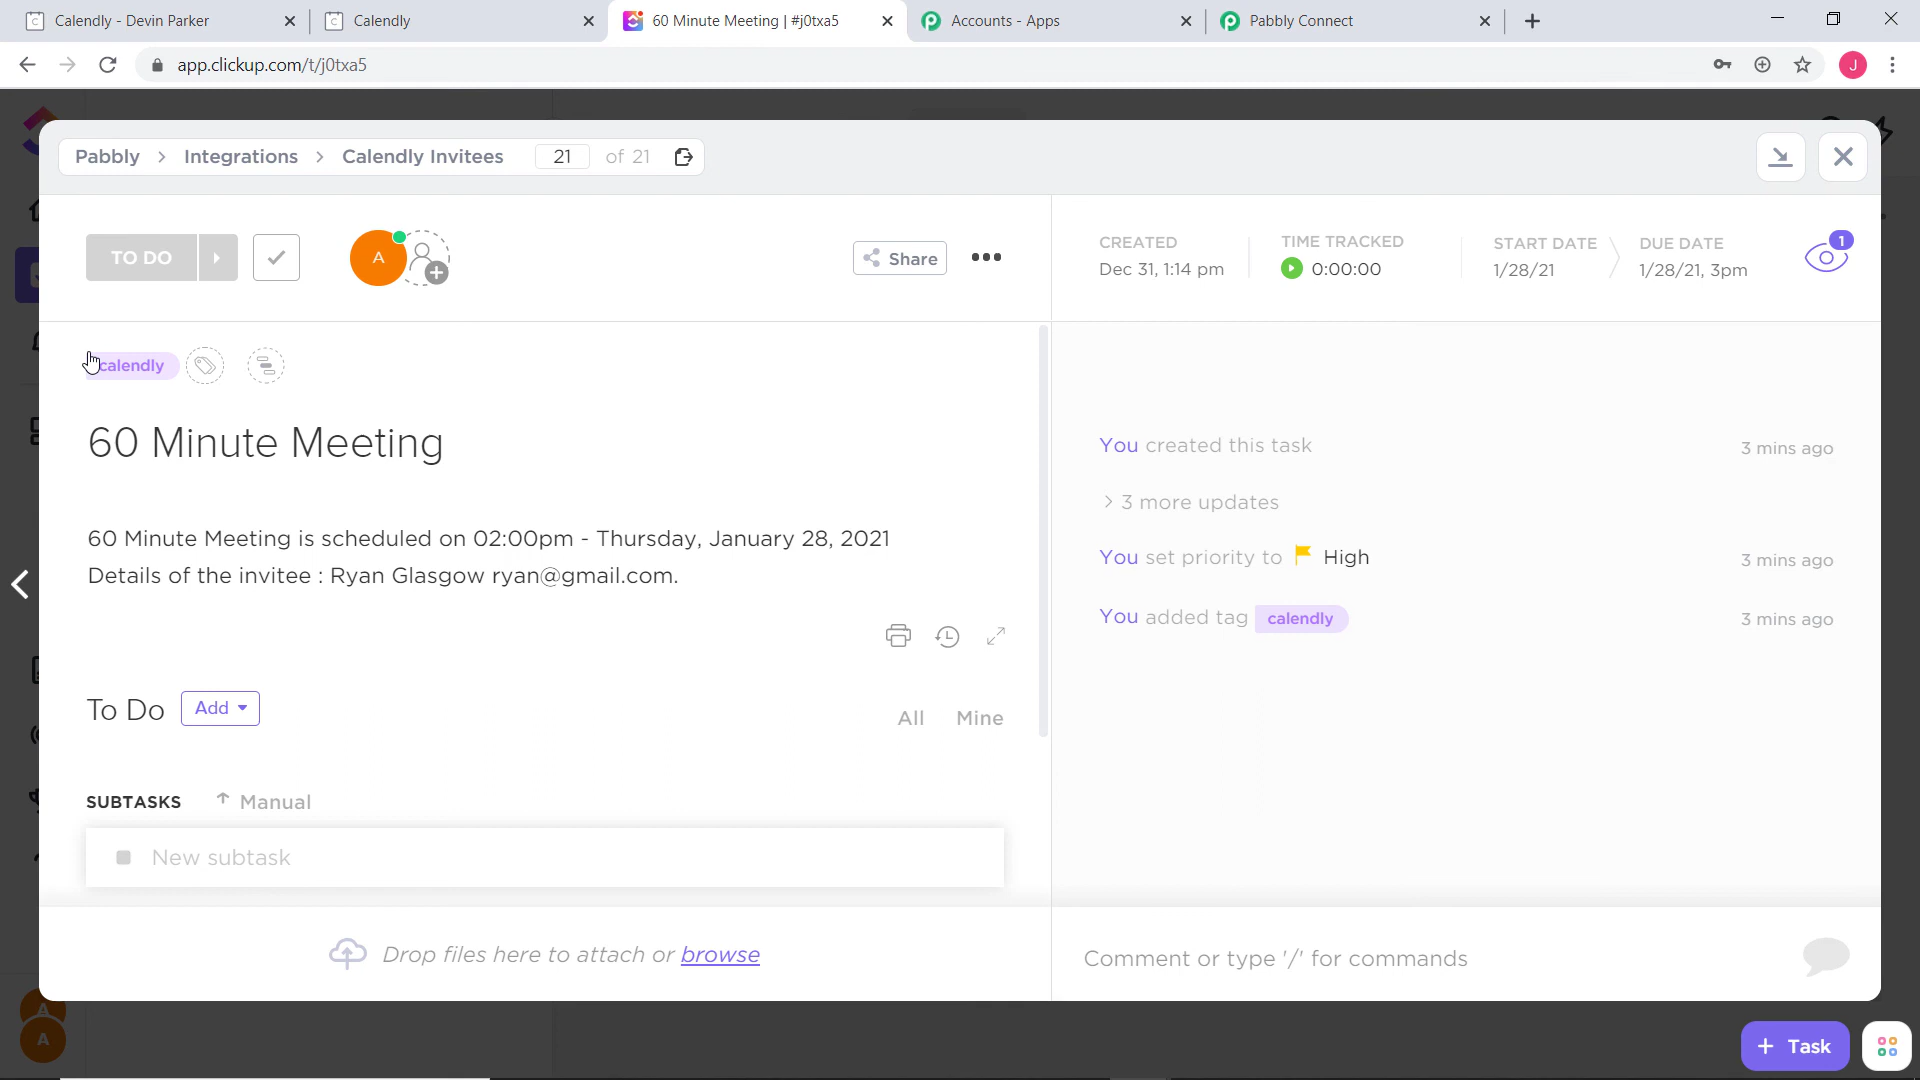 Calendly - Devin Parker
Calendly
60 Minute Meeting | #j0txa5
Accounts - Apps
Pabbly Connect
app.clickup.com/t/j0txa5
J
Pabbly > Integrations > Calendly Invitees 21 of 21
TO DO
A
Share
CREATED
Dec 31, 1:14 pm
TIME TRACKED
0:00:00
START DATE
1/28/21
DUE DATE
1/28/21, 3pm
1
calendly
60 Minute Meeting
60 Minute Meeting is scheduled on 02:00pm - Thursday, January 28, 2021
Details of the invitee : Ryan Glasgow ryan@gmail.com.
To Do
Add
All
Mine
SUBTASKS
Manual
New subtask
Drop files here to attach or browse
You created this task
3 mins ago
> 3 more updates
You set priority to High
3 mins ago
You added tag calendly
3 mins ago
Comment or type '/' for commands
A
A
+ Task